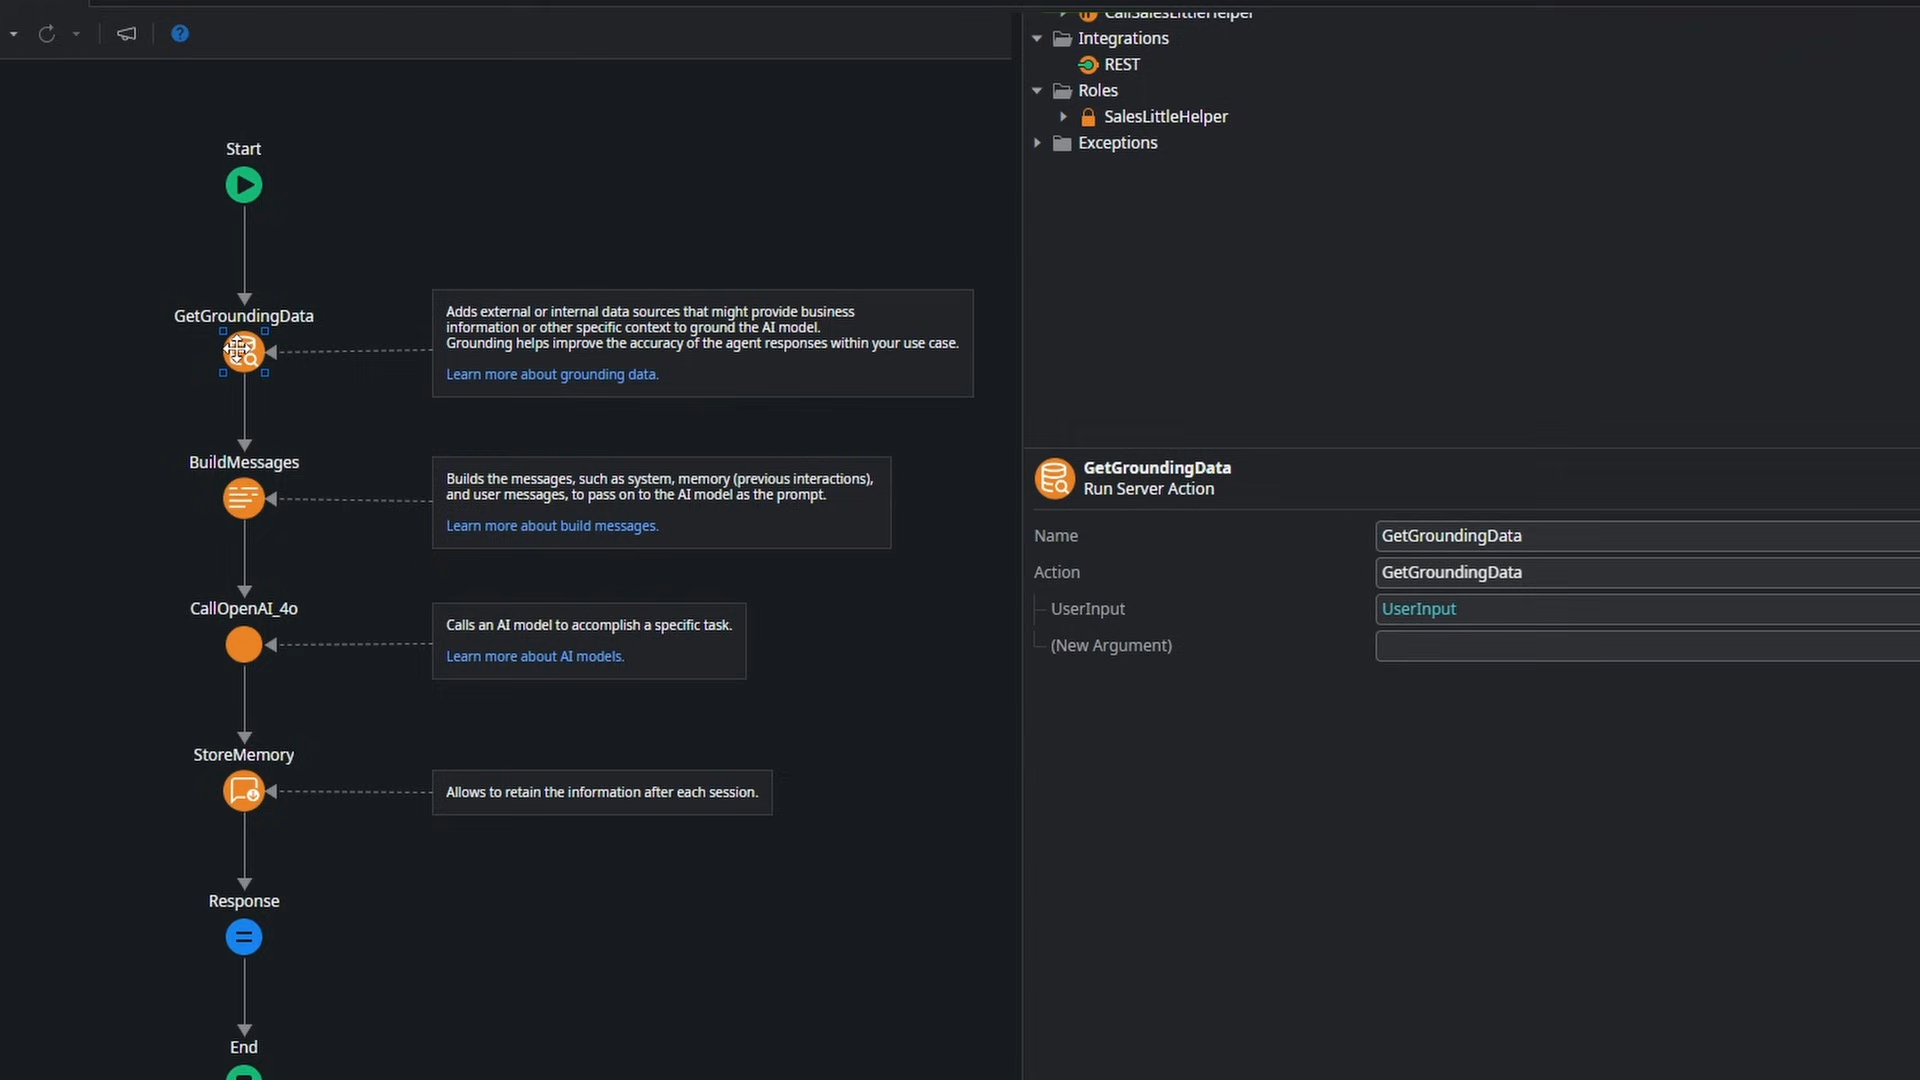 Start
GetGroundingData
Adds external or internal data sources that might provide business
information or other specific context to ground the AI model.
Grounding helps improve the accuracy of the agent responses within your use case.
Learn more about grounding data.
BuildMessages
Builds the messages, such as system, memory (previous interactions),
and user messages, to pass on to the AI model as the prompt.
Learn more about build messages.
CallOpenAI_4o
Calls an AI model to accomplish a specific task.
Learn more about AI models.
StoreMemory
Allows to retain the information after each session.
Response
End
CallSalesLittleHelper
Integrations
REST
Roles
SalesLittleHelper
Exceptions
GetGroundingData
Run Server Action
Name
GetGroundingData
Action
GetGroundingData
UserInput
UserInput
(New Argument)